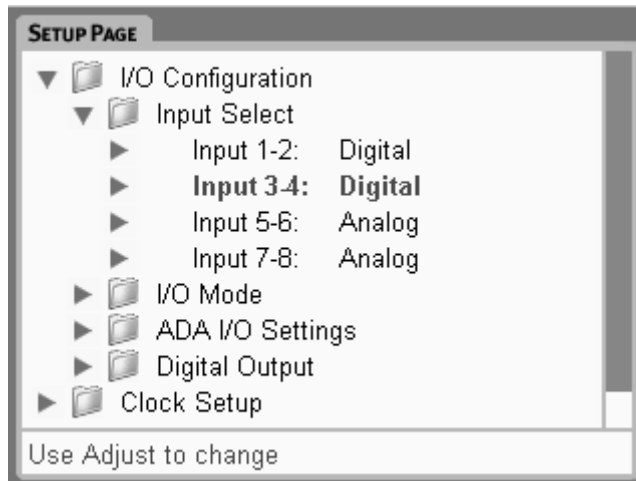 SETUP PAGE
I/O Configuration
Input Select
Input 1-2: Digital
Input 3-4: Digital
Input 5-6: Analog
Input 7-8: Analog
I/O Mode
ADA I/O Settings
Digital Output
Clock Setup
Use Adjust to change